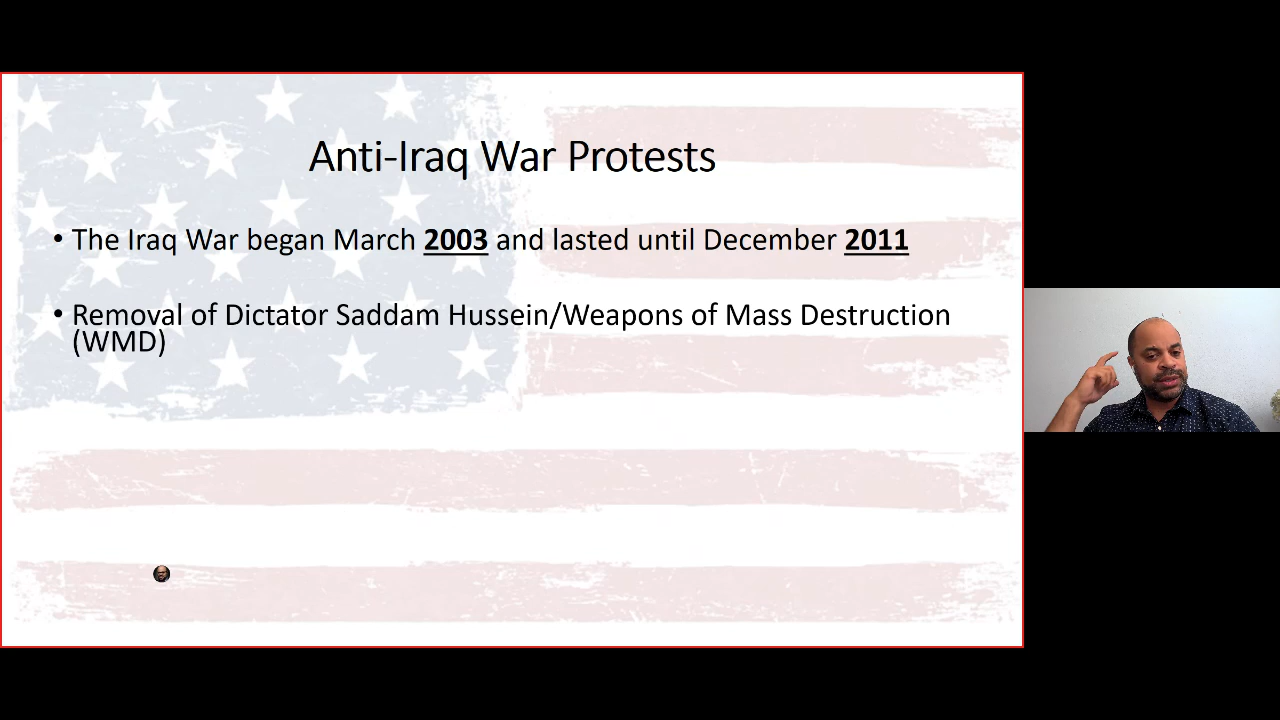 Anti-Iraq War Protests
• The Iraq War began March 2003 and lasted until December 2011
• Removal of Dictator Saddam Hussein/Weapons of Mass Destruction
(WMD)